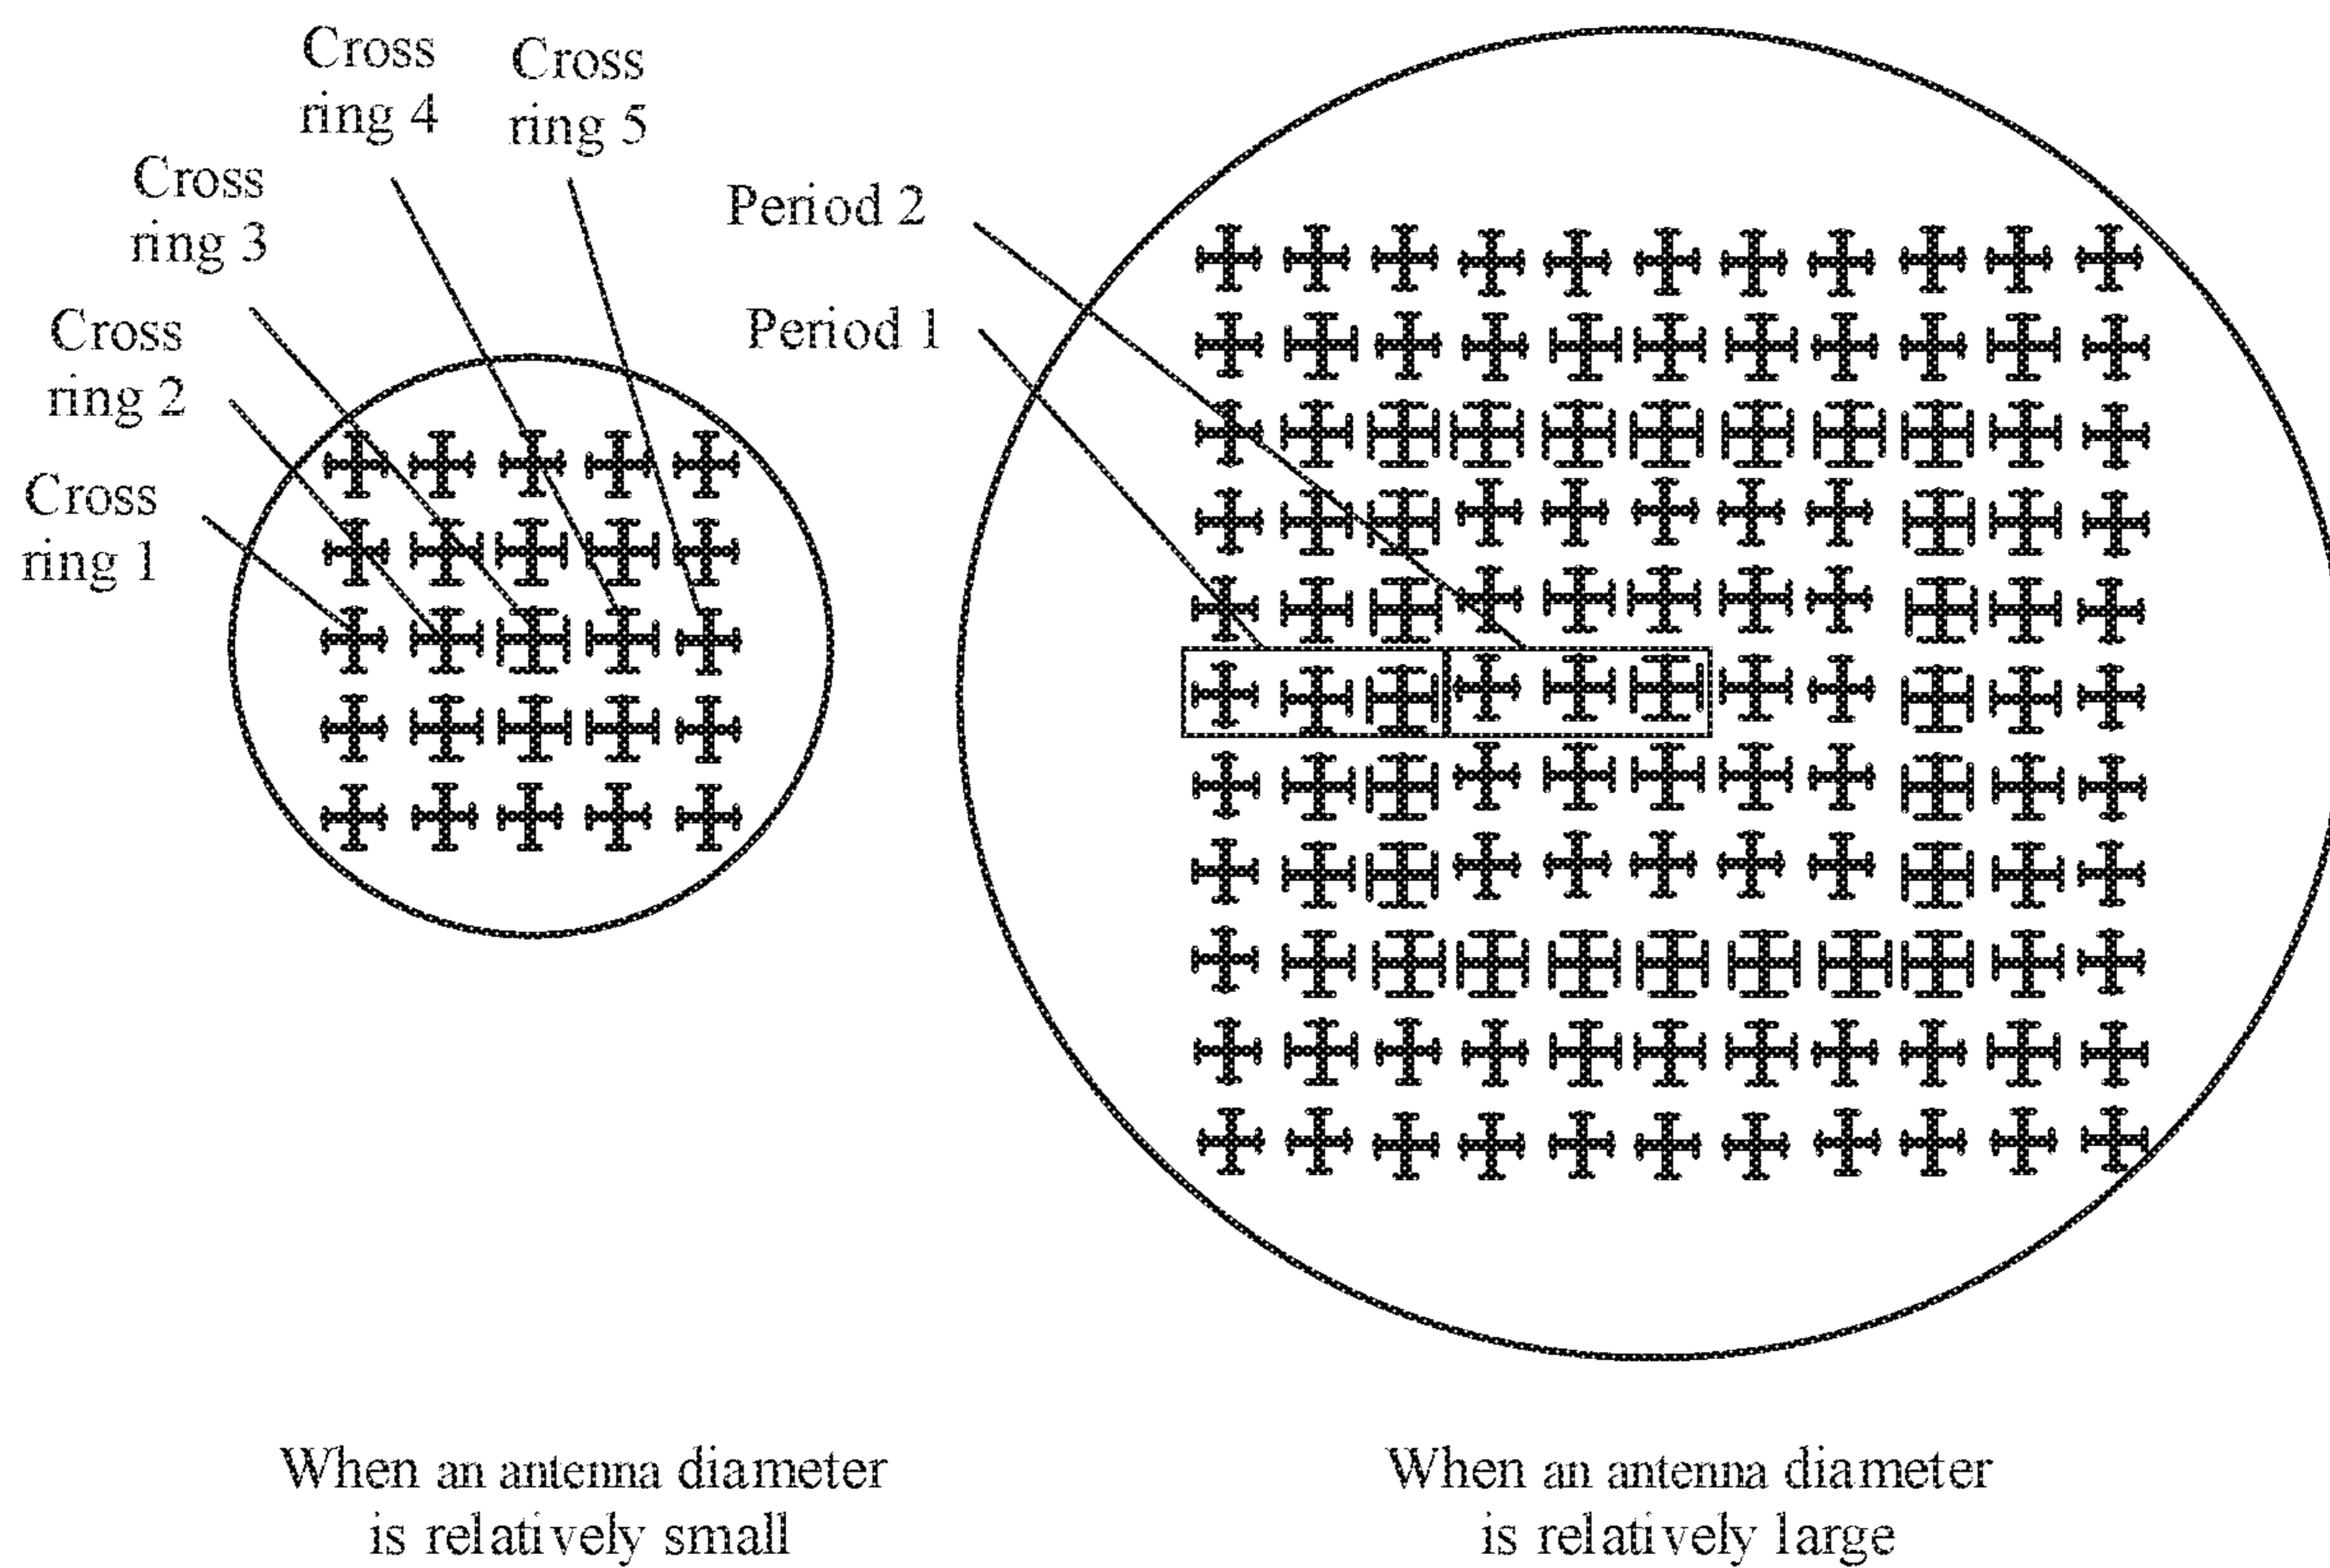 Cross
ring 4
Cross
ring 5
Cross
ring 3
Cross
ring 2
Cross
ring 1
Period 2
Period 1
When an antenna diameter
is relatively small
When an antenna diameter
is relatively large